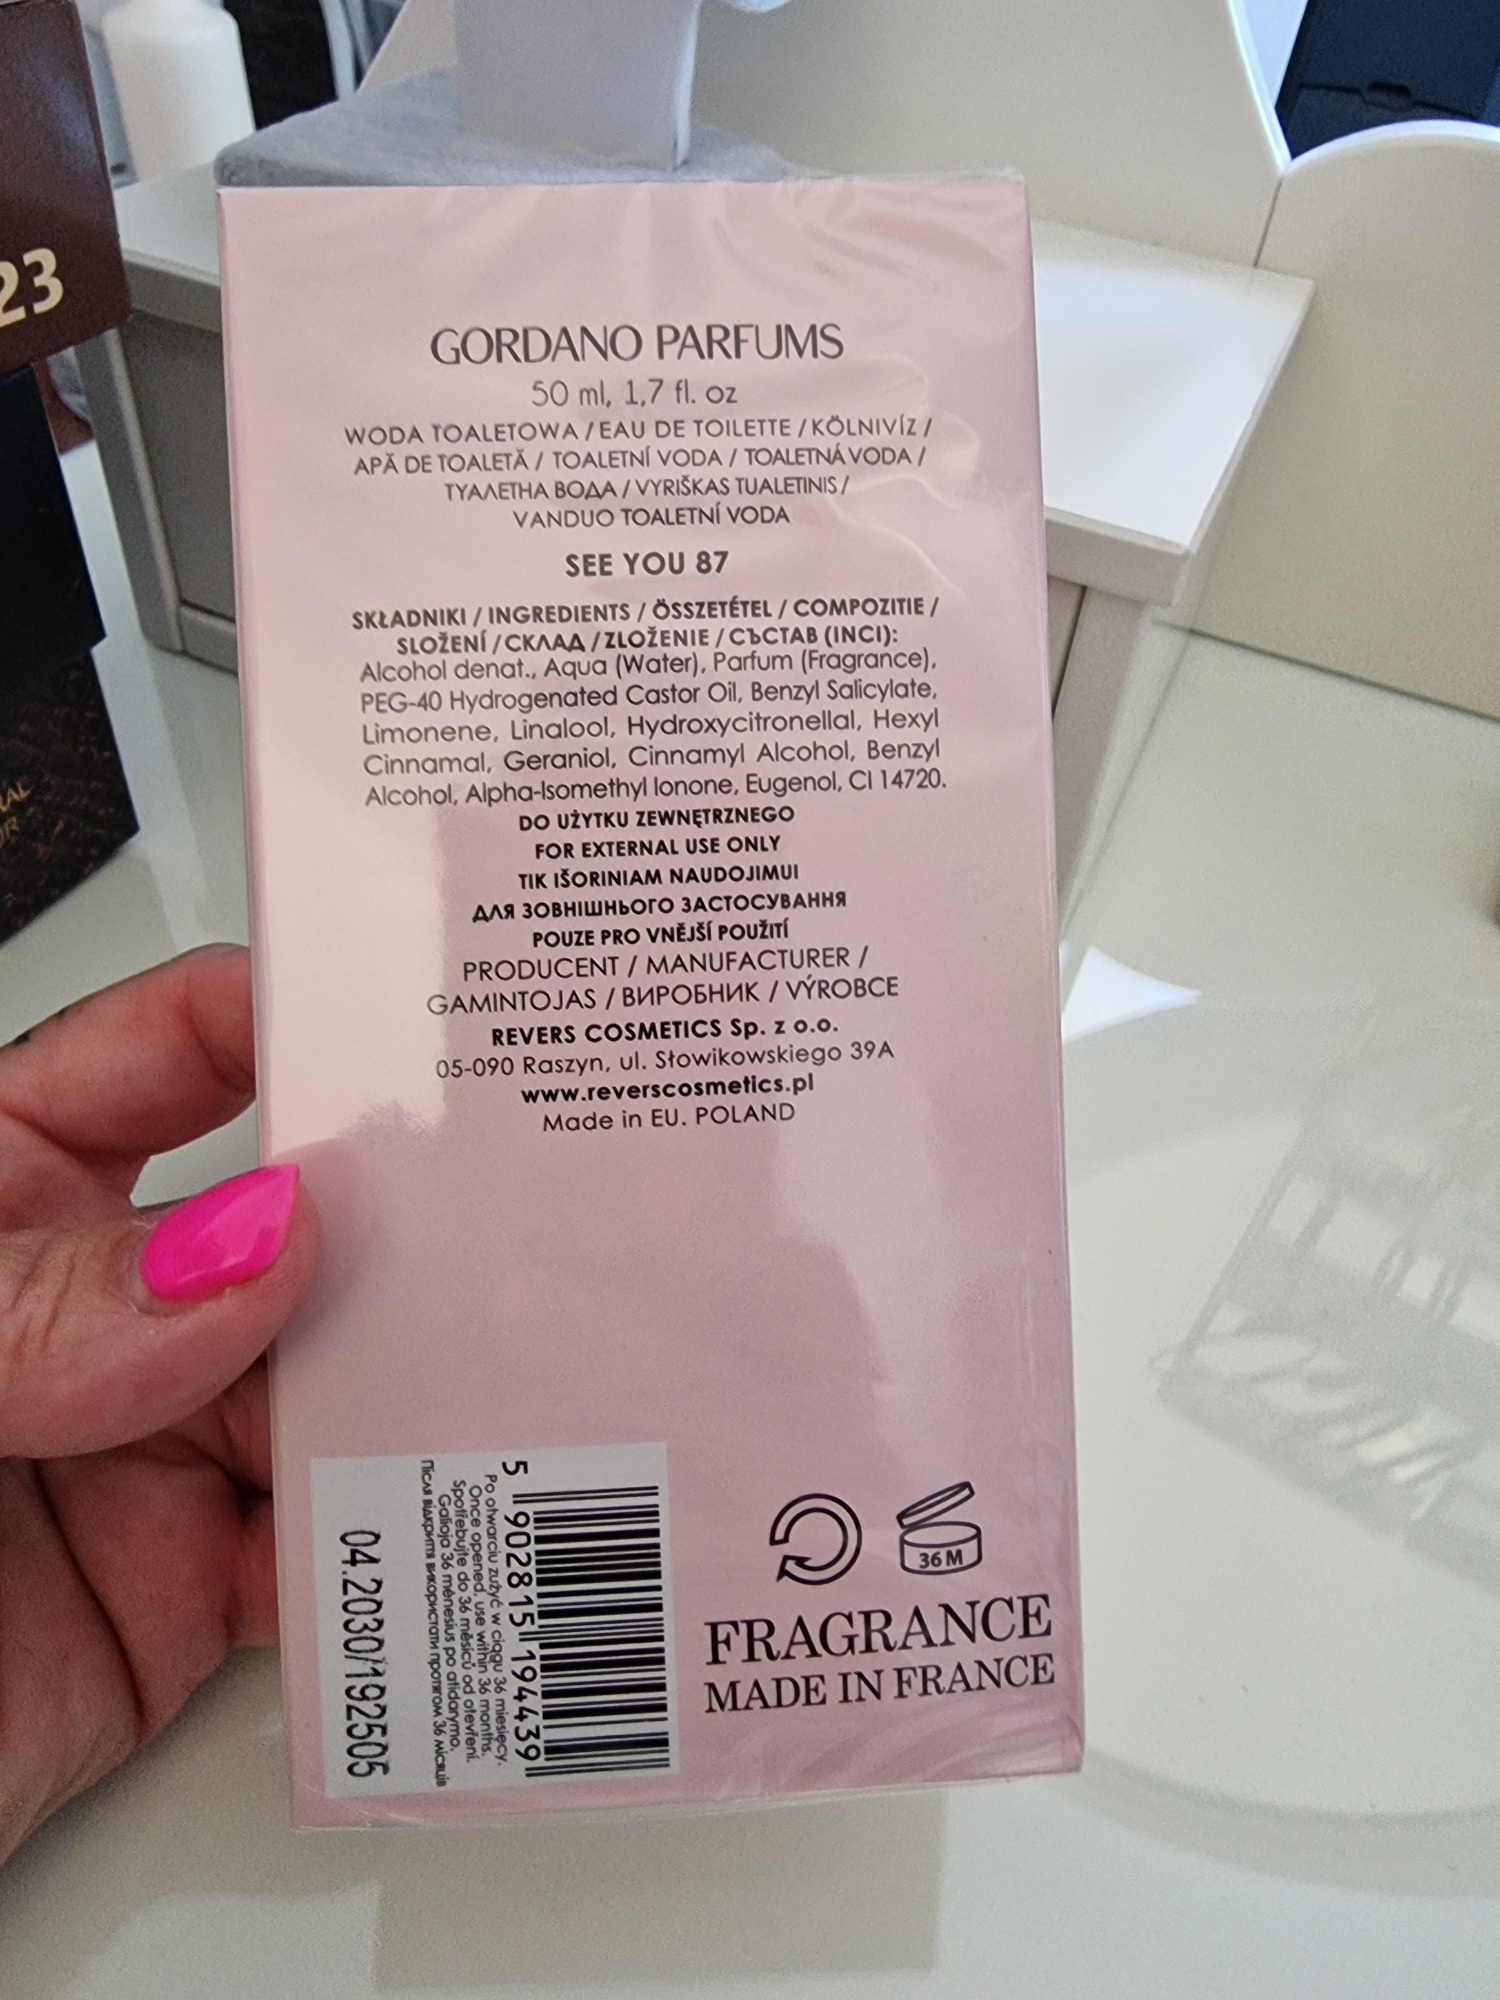 23
GORDANO PARFUMS
50 ml, 1,7 fl. oz
WODA TOALETOWA / EAU DE TOILETTE / KÖLNIVÍZ /
APĂ DE TOALETĂ / TOALETNÍ VODA / TOALETNÁ VODA /
ТУАЛЕТНА ВОДА / VYRIŠKAS TUALETINIS /
VANDUO TOALETNÍ VODA
SEE YOU 87
SKŁADNIKI / INGREDIENTS / ÖSSZETÉTEL / COMPOZITIE /
SLOŽENÍ / СКЛАД / ZLOŽENIE / СЪСТАВ (INCI):
Alcohol denat., Aqua (Water), Parfum (Fragrance),
PEG-40 Hydrogenated Castor Oil, Benzyl Salicylate,
Limonene, Linalool, Hydroxycitronellal, Hexyl
Cinnamal, Geraniol, Cinnamyl Alcohol, Benzyl
Alcohol, Alpha-Isomethyl Ionone, Eugenol, CI 14720.
DO UŻYTKU ZEWNĘTRZNEGO
FOR EXTERNAL USE ONLY
TIK IŠORINIAM NAUDOJIMUI
ДЛЯ ЗОВНІШНЬОГО ЗАСТОСУВАННЯ
POUZE PRO VNĚJŠÍ POUŽITÍ
PRODUCENT / MANUFACTURER /
GAMINTOJAS / ВИРОБНИК / VÝROBCE
REVERS COSMETICS Sp. z o.o.
05-090 Raszyn, ul. Słowikowskiego 39A
www.reverscosmetics.pl
Made in EU. POLAND
5 902815 194439
Po otwarciu zużyć w ciągu 36 miesięcy.
Once opened, use within 36 months.
Spotřebujte do 36 měsíců od otevření.
Galioja 36 mėnesius po atidarymo.
Після відкриття використати протягом 36 місяців
04.2030/192505
36 M
FRAGRANCE
MADE IN FRANCE